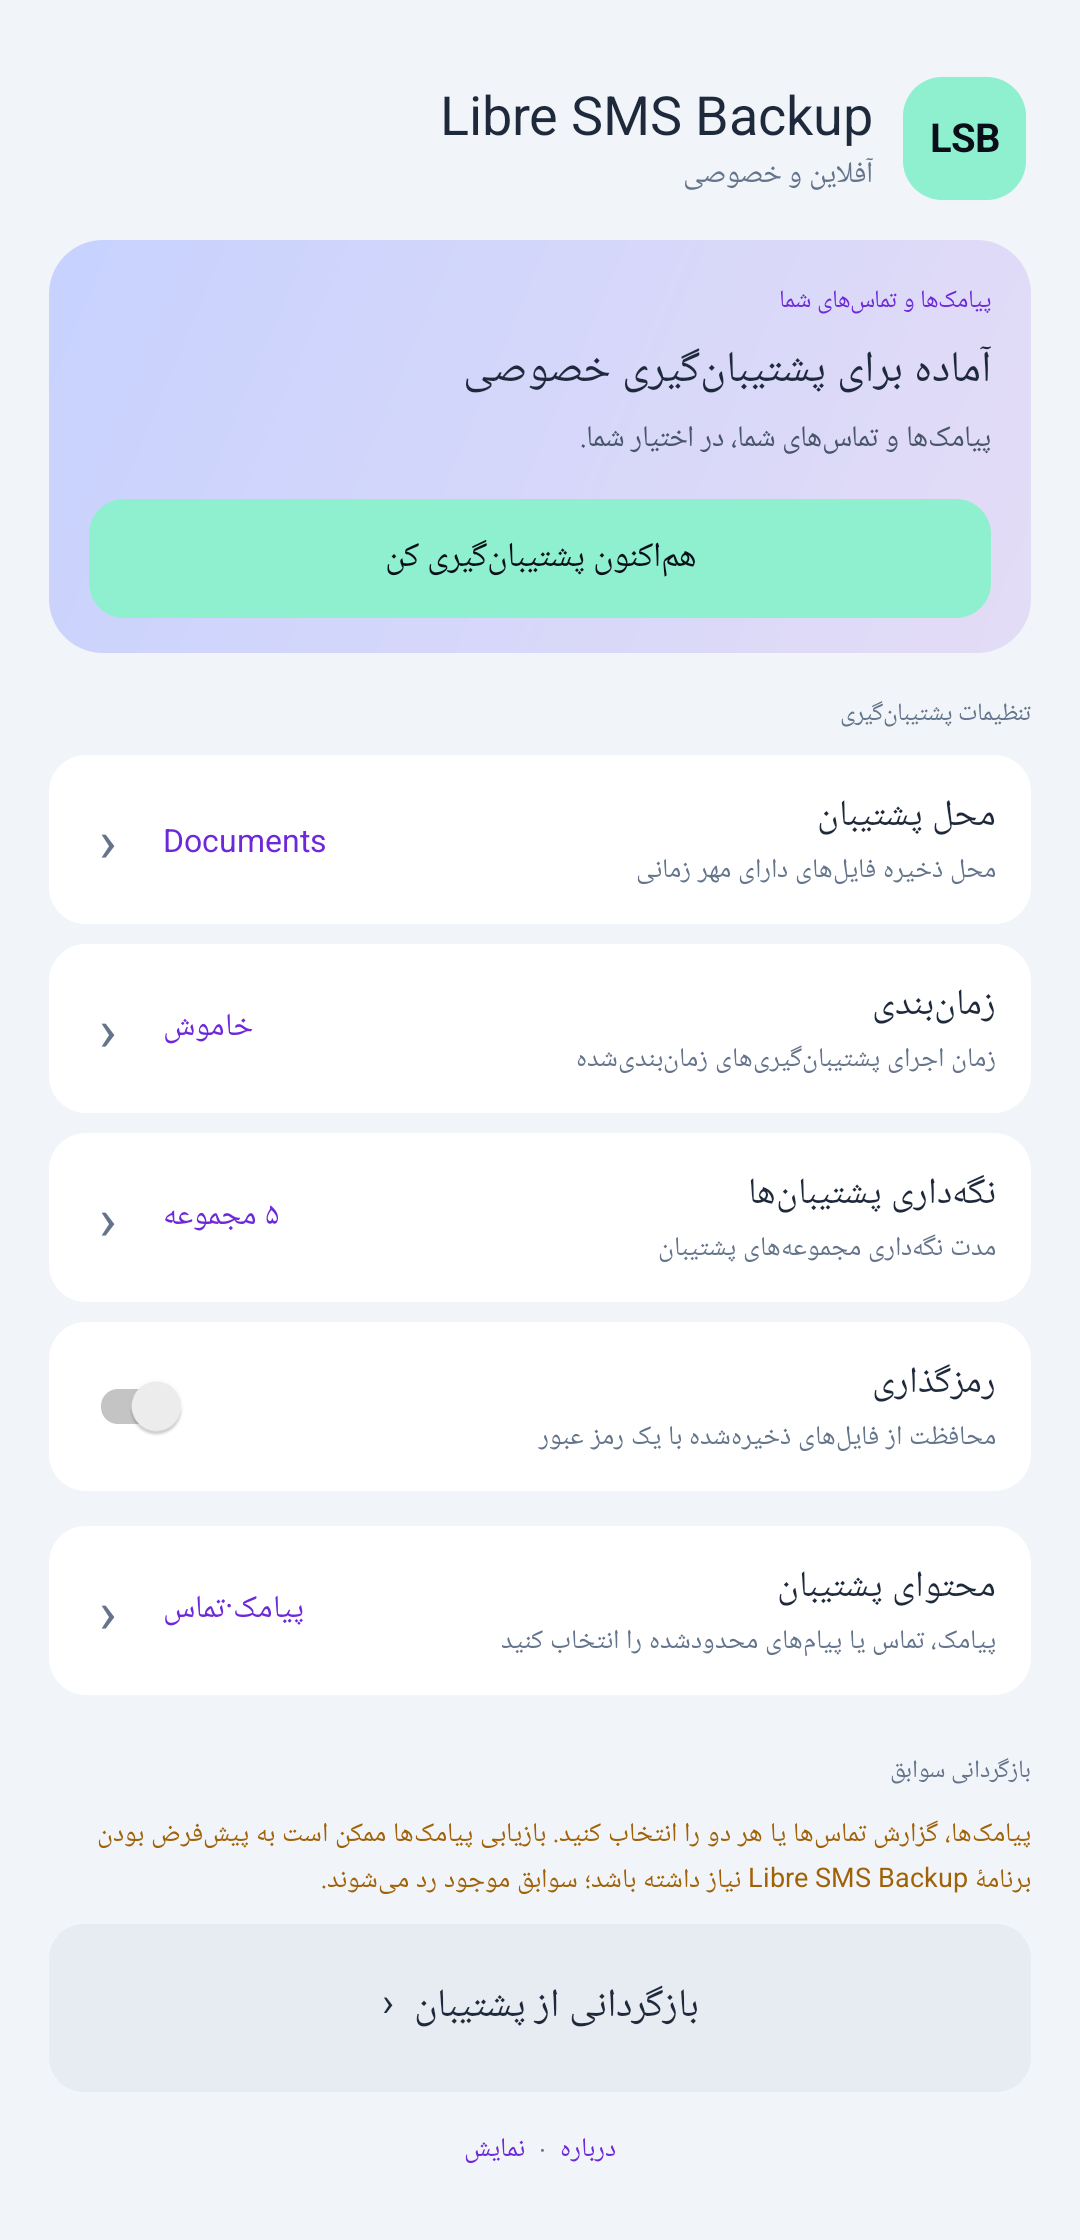 LSB
Libre SMS Backup
آفلاین و خصوصی
پیامک‌ها و تماس‌های شما
آماده برای پشتیبان‌گیری خصوصی
پیامک‌ها و تماس‌های شما، در اختیار شما.
هم‌اکنون پشتیبان‌گیری کن
تنظیمات پشتیبان‌گیری
محل پشتیبان
محل ذخیره فایل‌های دارای مهر زمانی
Documents ›
زمان‌بندی
زمان اجرای پشتیبان‌گیری‌های زمان‌بندی‌شده
خاموش ›
نگه‌داری پشتیبان‌ها
مدت نگه‌داری مجموعه‌های پشتیبان
۵ مجموعه ›
رمزگذاری
محافظت از فایل‌های ذخیره‌شده با یک رمز عبور
محتوای پشتیبان
پیامک، تماس یا پیام‌های محدودشده را انتخاب کنید
پیامک·تماس ›
بازگردانی سوابق
پیامک‌ها، گزارش تماس‌ها یا هر دو را انتخاب کنید. بازیابی پیامک‌ها ممکن است به پیش‌فرض بودن
برنامهٔ Libre SMS Backup نیاز داشته باشد؛ سوابق موجود رد می‌شوند.
بازگردانی از پشتیبان ›
درباره · نمایش